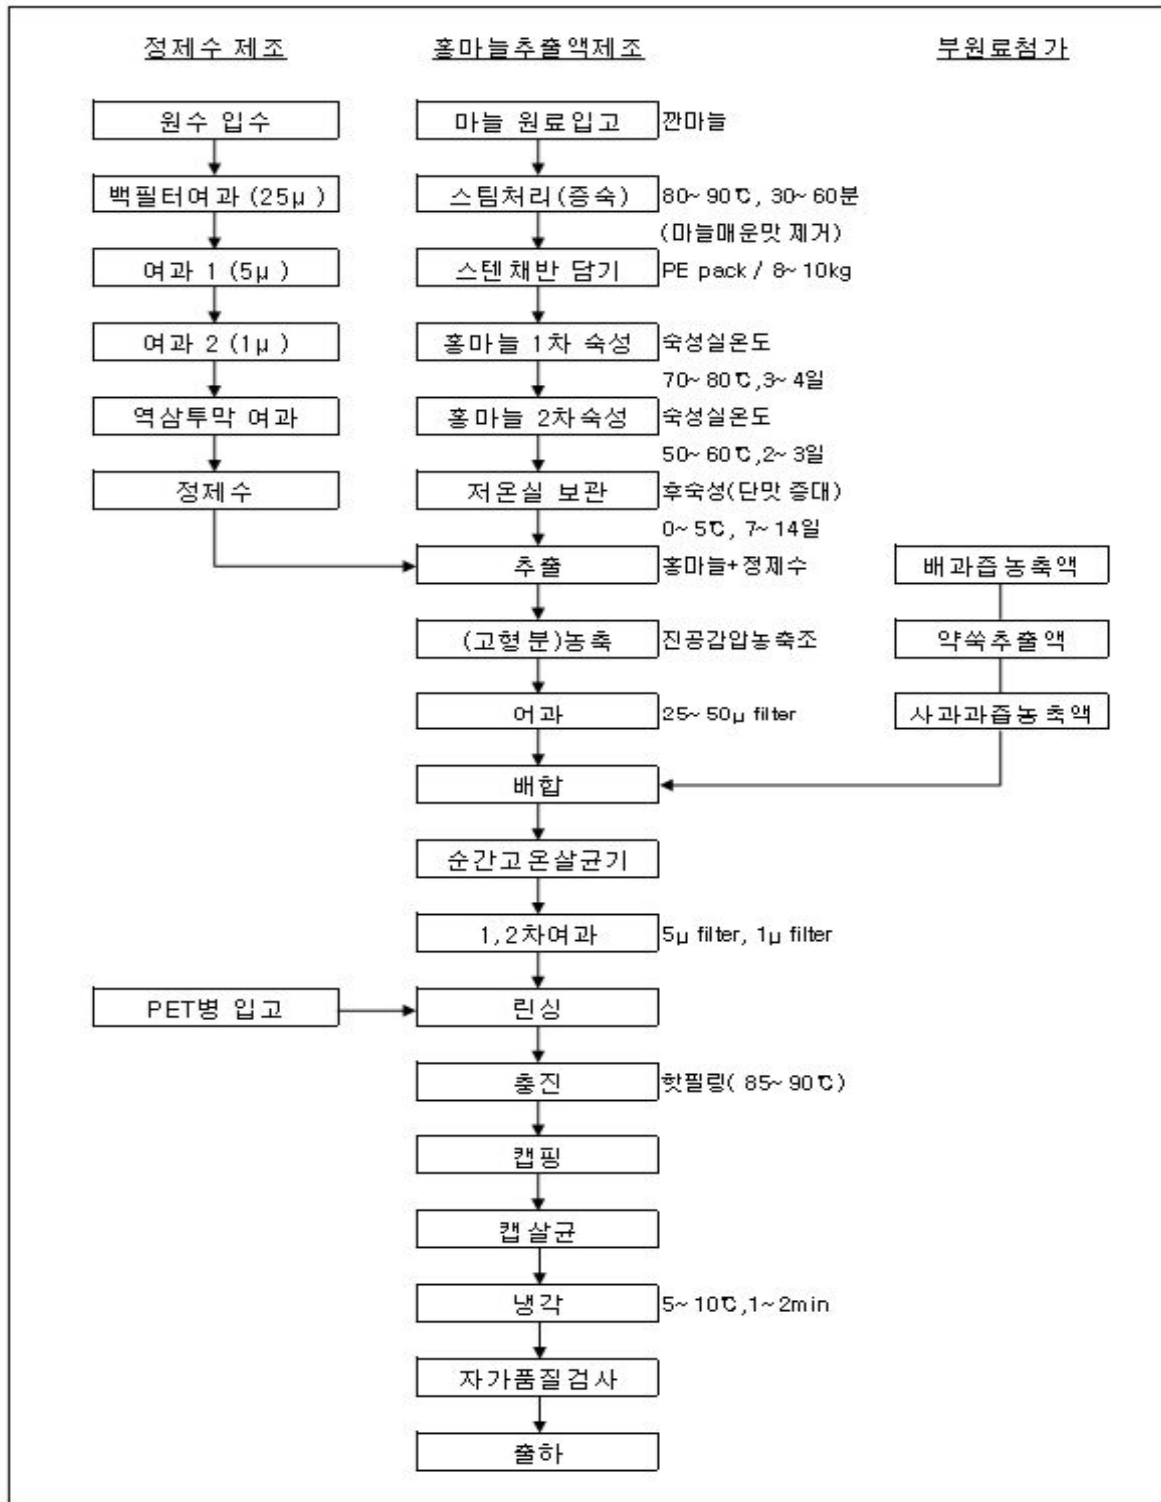 정제수 제조
홍마늘추출액제조
부원료첨가
원수 입수
마늘 원료입고 깐마늘
백필터여과 (25μ)
스팀처리(증숙) 80~90℃, 30~60분
(마늘매운맛 제거)
여과 1 (5μ)
스텐채반 담기 PE pack / 8~10kg
여과 2 (1μ)
홍마늘 1차 숙성 숙성실온도
70~80℃,3~4일
역삼투막 여과
홍마늘 2차숙성 숙성실온도
50~60℃,2~3일
정제수
저온실 보관 후숙성(단맛 증대)
0~5℃, 7~14일
추출 홍마늘+정제수
배과즙농축액
(고형분)농축 진공감압농축조
약쑥추출액
여과 25~50μ filter
사과과즙농축액
배합
순간고온살균기
1,2차여과 5μ filter, 1μ filter
PET병 입고
린싱
충진 핫필링( 85~90℃)
캡핑
캡살균
냉각 5~10℃,1~2min
자가품질검사
출하